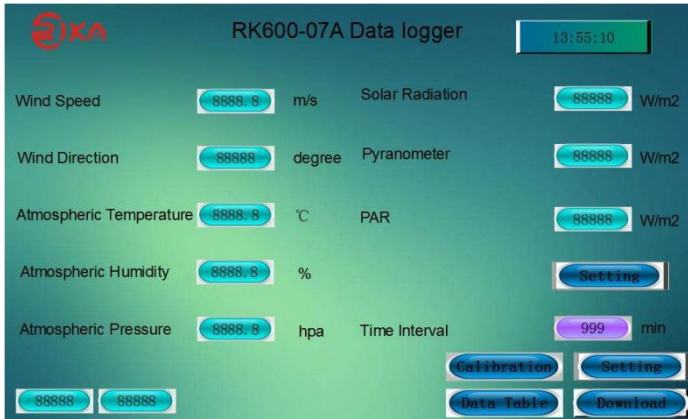 RKA RK600-07A Data logger 13:55:10
Wind Speed 8888.8 m/s Solar Radiation 88888 W/m2
Wind Direction 88888 degree Pyranometer 88888 W/m2
Atmospheric Temperature 8888.8 ℃ PAR 88888 W/m2
Atmospheric Humidity 8888.8 % Setting
Atmospheric Pressure 8888.8 hpa Time Interval 999 min
Calibration Setting
88888 88888 Data Table Download